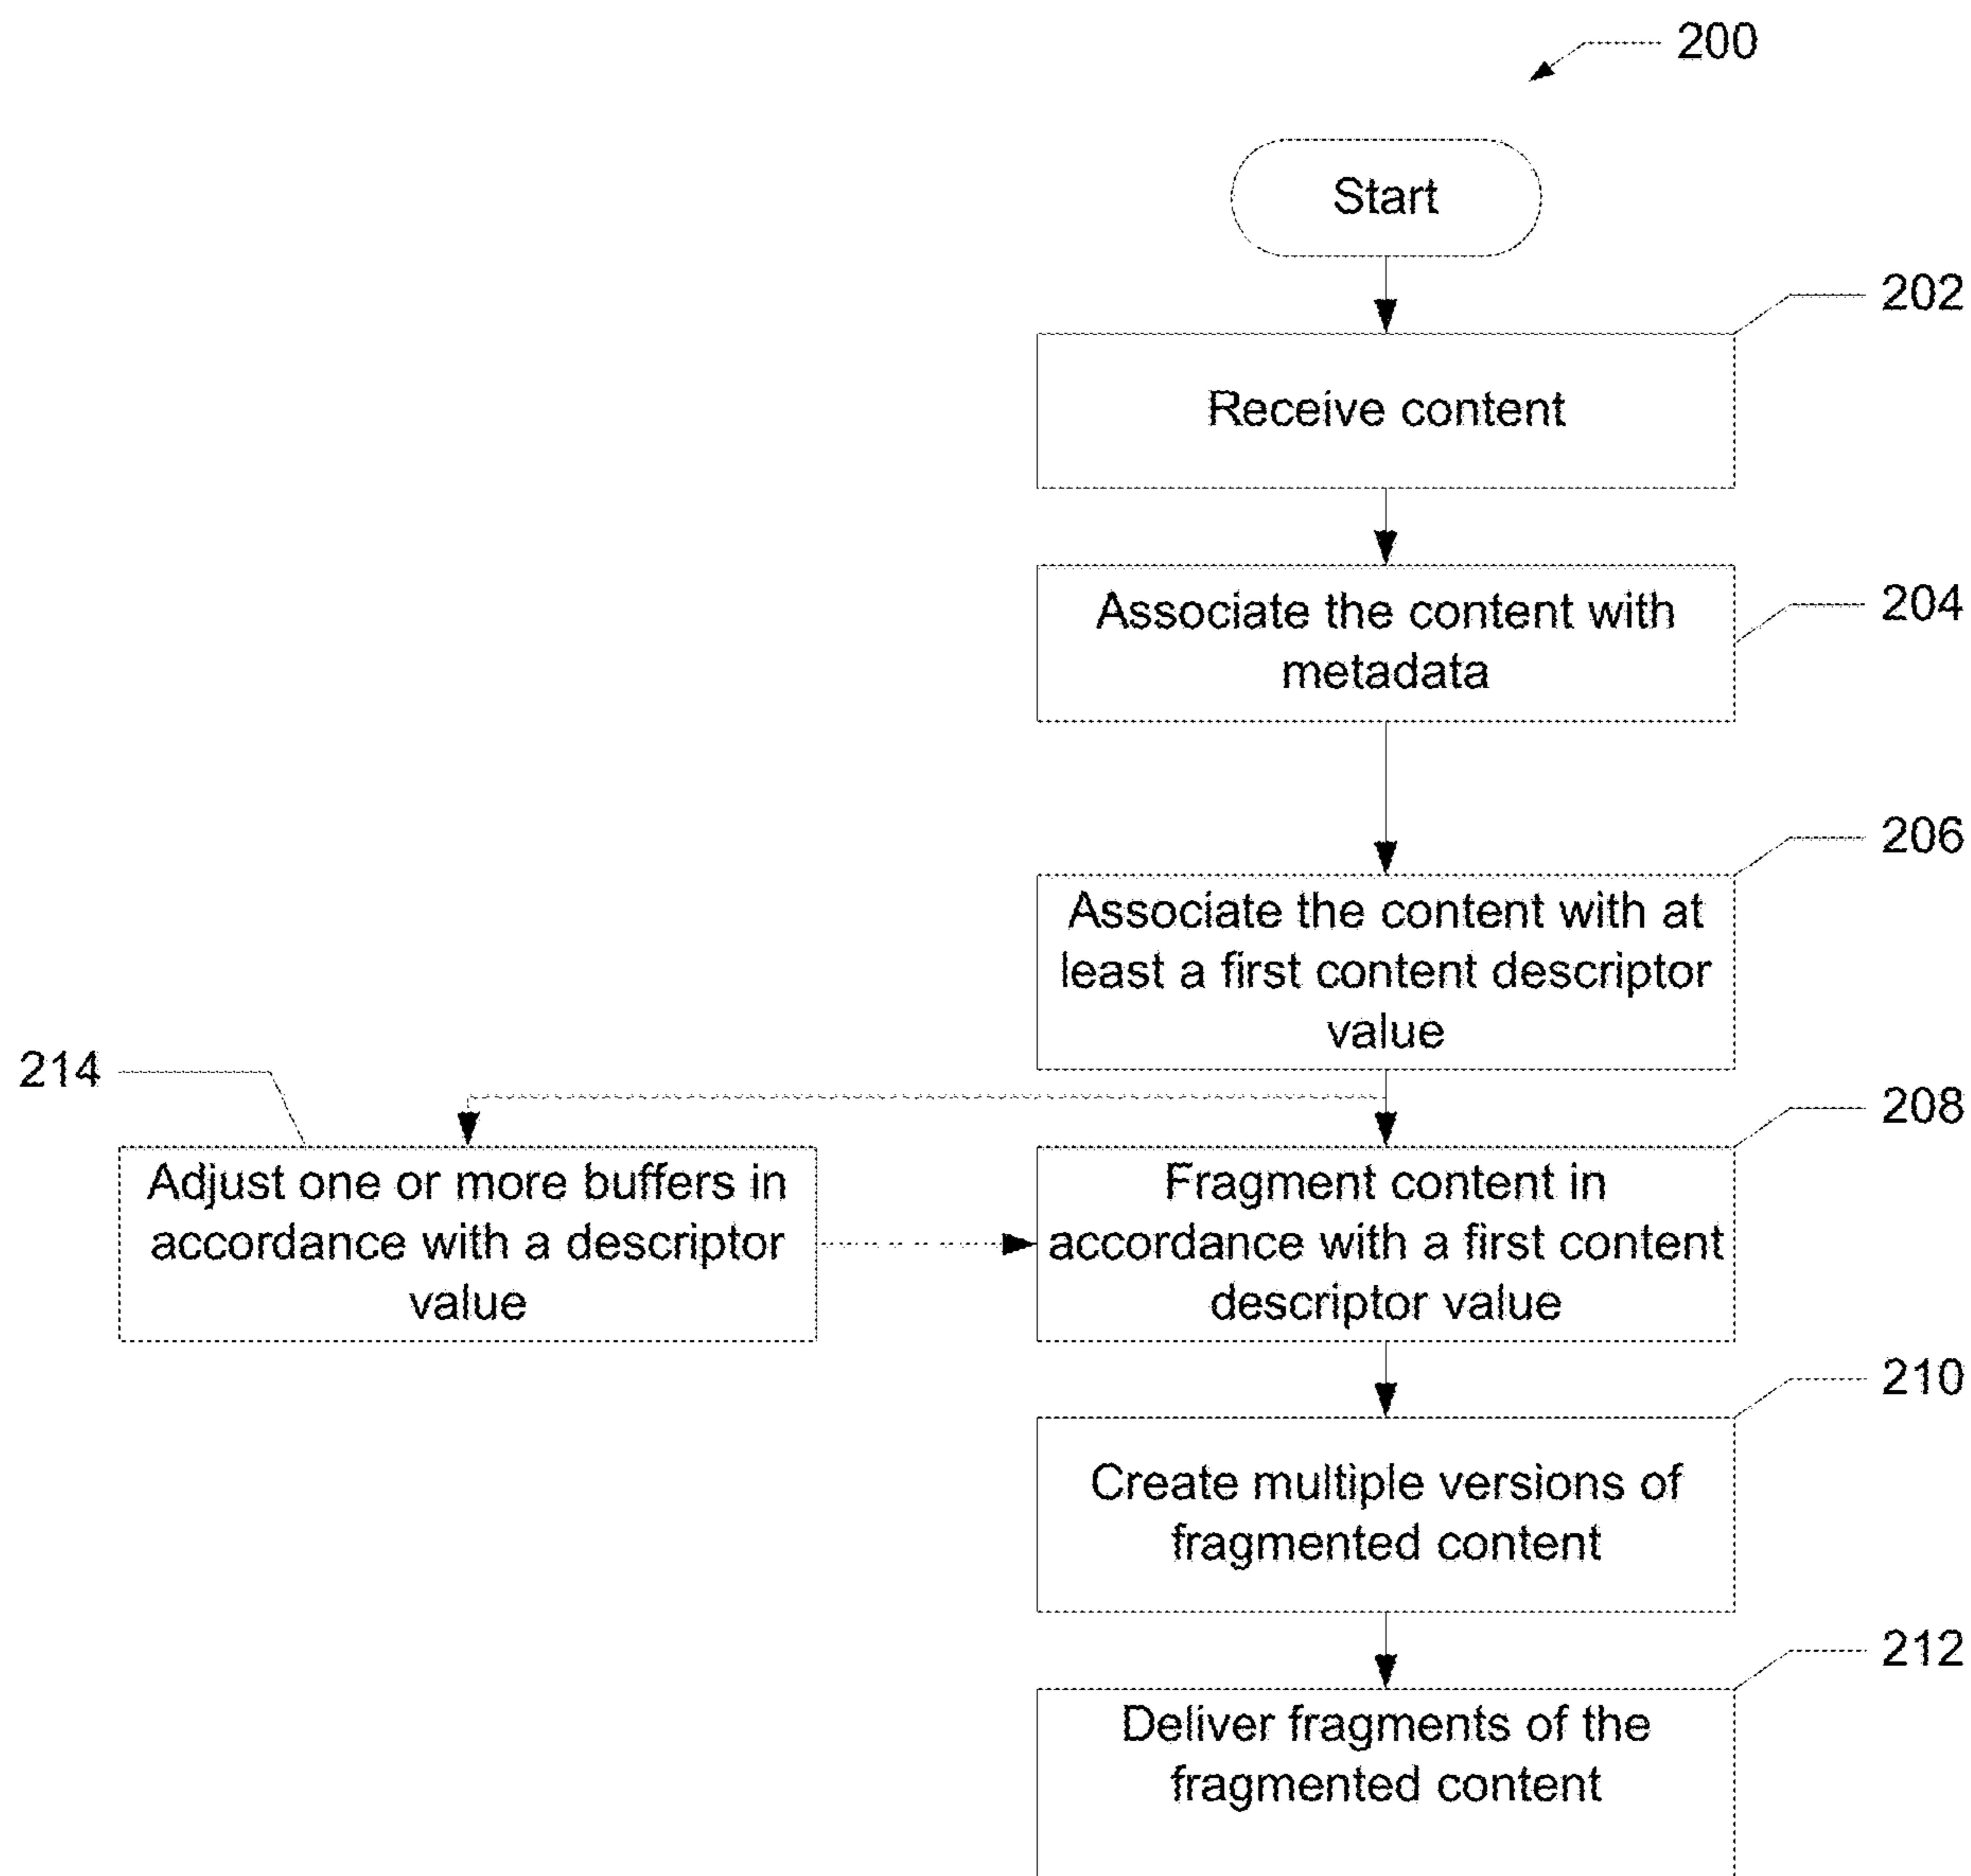 200
Start
202
Receive content
204
Associate the content with
metadata
206
Associate the content with at
least a first content descriptor
value
214
Adjust one or more buffers in
accordance with a descriptor
value
208
Fragment content in
accordance with a first content
descriptor value
210
Create multiple versions of
fragmented content
212
Deliver fragments of the
fragmented content